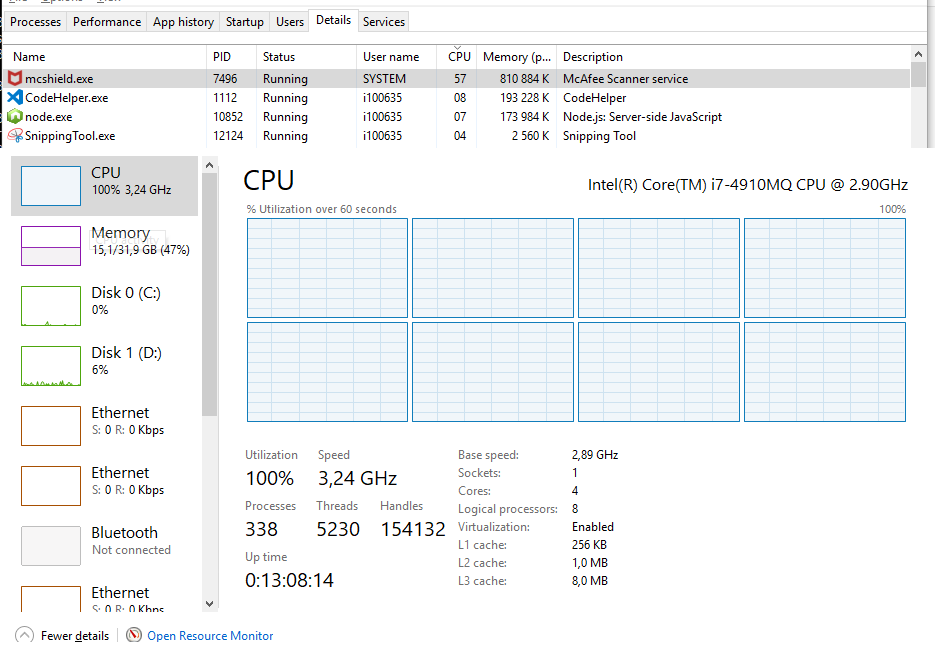 Processes Performance App history Startup Users Details Services
Name PID Status User name CPU Memory (p... Description
mcshield.exe 7496 Running SYSTEM 57 810 884 K McAfee Scanner service
CodeHelper.exe 1112 Running i100635 08 193 228 K CodeHelper
node.exe 10852 Running i100635 07 173 984 K Node.js: Server-side JavaScript
SnippingTool.exe 12124 Running i100635 04 2 560 K Snipping Tool
CPU
100% 3,24 GHz
Memory
15,1/31,9 GB (47%)
Disk 0 (C:)
0%
Disk 1 (D:)
6%
Ethernet
S: 0 R: 0 Kbps
Ethernet
S: 0 R: 0 Kbps
Bluetooth
Not connected
Ethernet
S: 0 R: 0 Kbps
CPU Intel(R) Core(TM) i7-4910MQ CPU @ 2.90GHz
% Utilization over 60 seconds 100%
Utilization Speed
100% 3,24 GHz
Processes Threads Handles
338 5230 154132
Up time
0:13:08:14
Base speed: 2,89 GHz
Sockets: 1
Cores: 4
Logical processors: 8
Virtualization: Enabled
L1 cache: 256 KB
L2 cache: 1,0 MB
L3 cache: 8,0 MB
Fewer details Open Resource Monitor